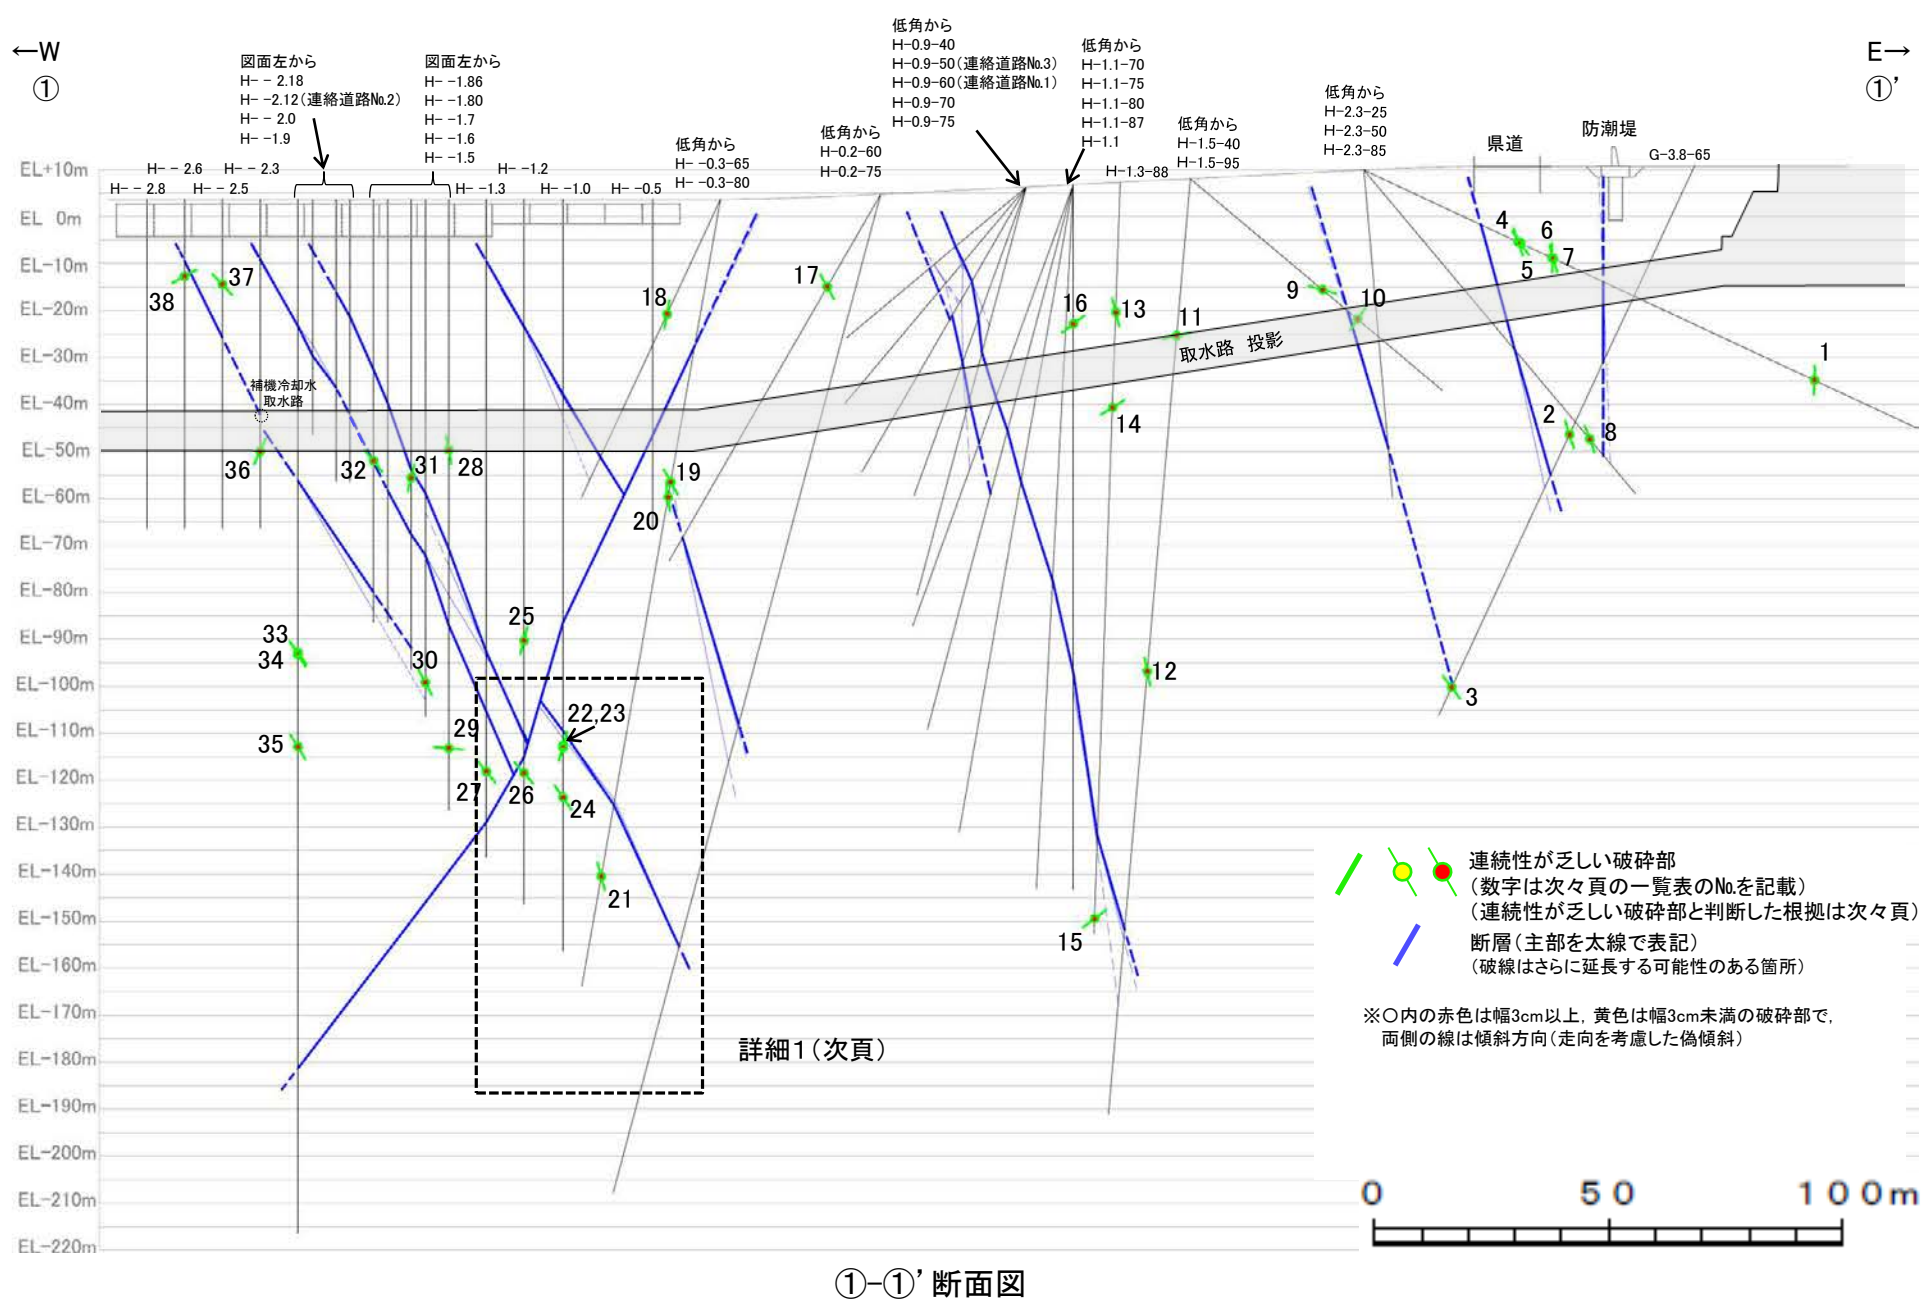 ←W
①
E→
①’
図面左から
H-－2.18
H-－2.12(連絡道路№2)
H-－2.0
H-－1.9
図面左から
H-－1.86
H-－1.80
H-－1.7
H-－1.6
H-－1.5
低角から
H-0.9-40
H-0.9-50(連絡道路№3)
H-0.9-60(連絡道路№1)
H-0.9-70
H-0.9-75
低角から
H-1.1-70
H-1.1-75
H-1.1-80
H-1.1-87
H-1.1
低角から
H-－0.3-65
H-－0.3-80
低角から
H-0.2-60
H-0.2-75
低角から
H-1.5-40
H-1.5-95
低角から
H-2.3-25
H-2.3-50
H-2.3-85
県道
防潮堤
G-3.8-65
H-－2.6
H-－2.3
H-－1.2
H-1.3-88
H-－2.8
H-－2.5
H-－1.3
H-－1.0
H-－0.5
EL+10m
EL 0m
EL-10m
EL-20m
EL-30m
EL-40m
EL-50m
EL-60m
EL-70m
EL-80m
EL-90m
EL-100m
EL-110m
EL-120m
EL-130m
EL-140m
EL-150m
EL-160m
EL-170m
EL-180m
EL-190m
EL-200m
EL-210m
EL-220m
4
6
5
7
38
37
18
17
16
13
11
9
10
取水路 投影
補機冷却水
取水路
1
14
2
8
36
32
31
28
19
20
25
33
34
30
12
3
35
29
22,23
27
26
24
21
15
詳細1(次頁)
連続性が乏しい破砕部
(数字は次々頁の一覧表の№を記載)
(連続性が乏しい破砕部と判断した根拠は次々頁)
断層(主部を太線で表記)
(破線はさらに延長する可能性のある箇所)
※○内の赤色は幅3cm以上，黄色は幅3cm未満の破砕部で，
両側の線は傾斜方向(走向を考慮した偽傾斜)
0 50 100m
①-①’断面図